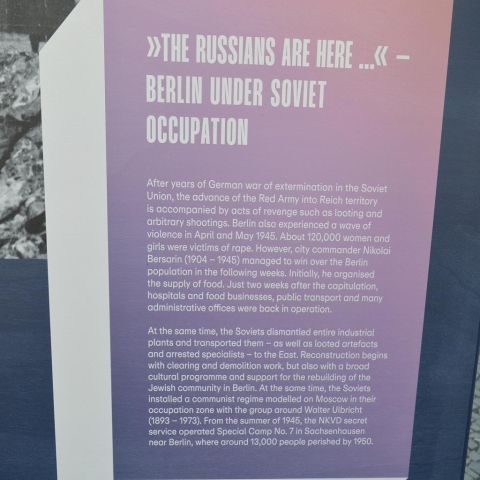 »THE RUSSIANS ARE HERE ...« –
BERLIN UNDER SOVIET
OCCUPATION
After years of German war of extermination in the Soviet
Union, the advance of the Red Army into Reich territory
is accompanied by acts of revenge such as looting and
arbitrary shootings. Berlin also experienced a wave of
violence in April and May 1945. About 120,000 women and
girls were victims of rape. However, city commander Nikolai
Bersarin (1904 – 1945) managed to win over the Berlin
population in the following weeks. Initially, he organised
the supply of food. Just two weeks after the capitulation,
hospitals and food businesses, public transport and many
administrative offices were back in operation.
At the same time, the Soviets dismantled entire industrial
plants and transported them – as well as looted artefacts
and arrested specialists – to the East. Reconstruction begins
with clearing and demolition work, but also with a broad
cultural programme and support for the rebuilding of the
Jewish community in Berlin. At the same time, the Soviets
installed a communist regime modelled on Moscow in their
occupation zone with the group around Walter Ulbricht
(1893 – 1973). From the summer of 1945, the NKVD secret
service operated Special Camp No. 7 in Sachsenhausen
near Berlin, where around 13,000 people perished by 1950.